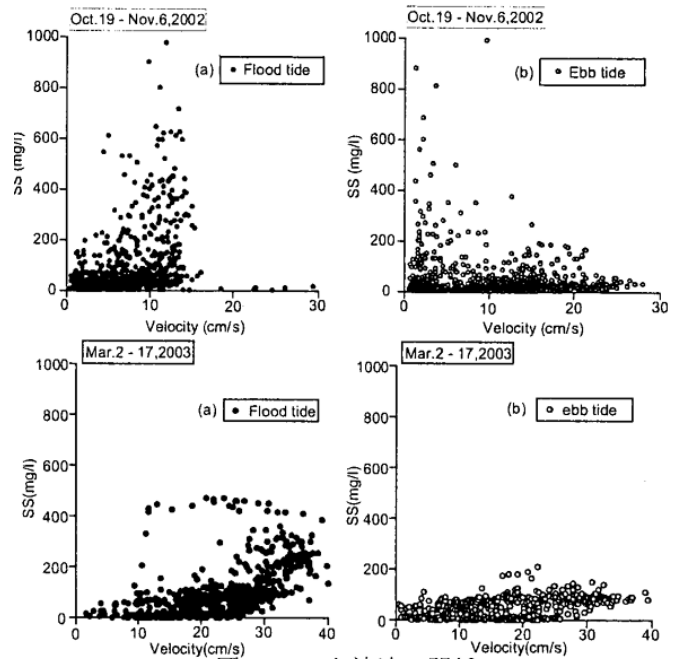 Oct.19 - Nov.6,2002
Oct.19 - Nov.6,2002
1000
800
600
400
200
0
SS (mg/l)
(a) Flood tide
0 10 20 30
Velocity (cm/s)
1000
800
600
400
200
0
SS (mg/l)
(b) Ebb tide
0 10 20 30
Velocity (cm/s)
Mar.2 - 17,2003
Mar.2 - 17,2003
1000
800
600
400
200
0
SS(mg/l)
(a) Flood tide
0 10 20 30 40
Velocity(cm/s)
1000
800
600
400
200
0
SS(mg/l)
(b) ebb tide
0 10 20 30 40
Velocity(cm/s)